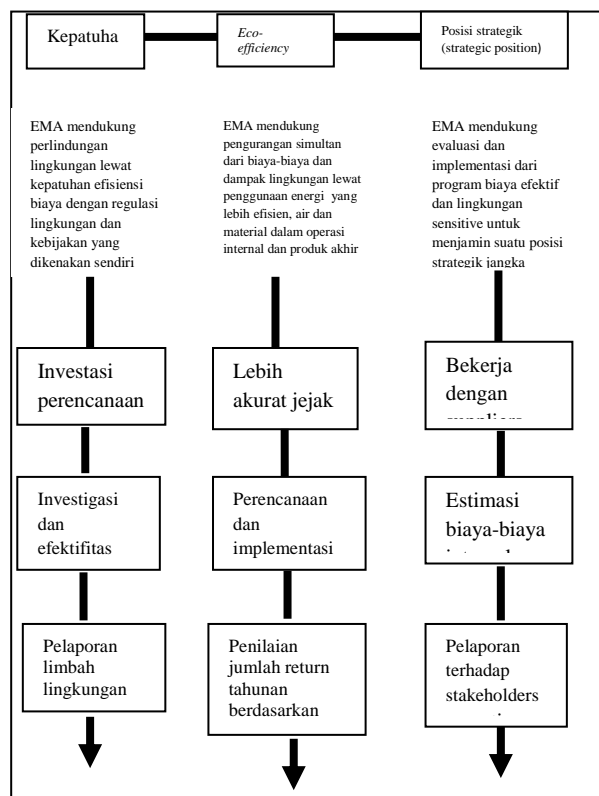 Kepatuha
Eco-
efficiency
Posisi strategik
(strategic position)
EMA mendukung
perlindungan
lingkungan lewat
kepatuhan efisiensi
biaya dengan regulasi
lingkungan dan
kebijakan yang
dikenakan sendiri
EMA mendukung
pengurangan simultan
dari biaya-biaya dan
dampak lingkungan lewat
penggunaan energi yang
lebih efisien, air dan
material dalam operasi
internal dan produk akhir
EMA mendukung
evaluasi dan
implementasi dari
program biaya efektif
dan lingkungan
sensitive untuk
menjamin suatu posisi
strategik jangka
Investasi
perencanaan
Lebih
akurat jejak
Bekerja
dengan
suppliers
Investigasi
dan
efektifitas
Perencanaan
dan
implementasi
Estimasi
biaya-biaya
Pelaporan
limbah
lingkungan
Penilaian
jumlah return
tahunan
berdasarkan
Pelaporan
terhadap
stakeholders